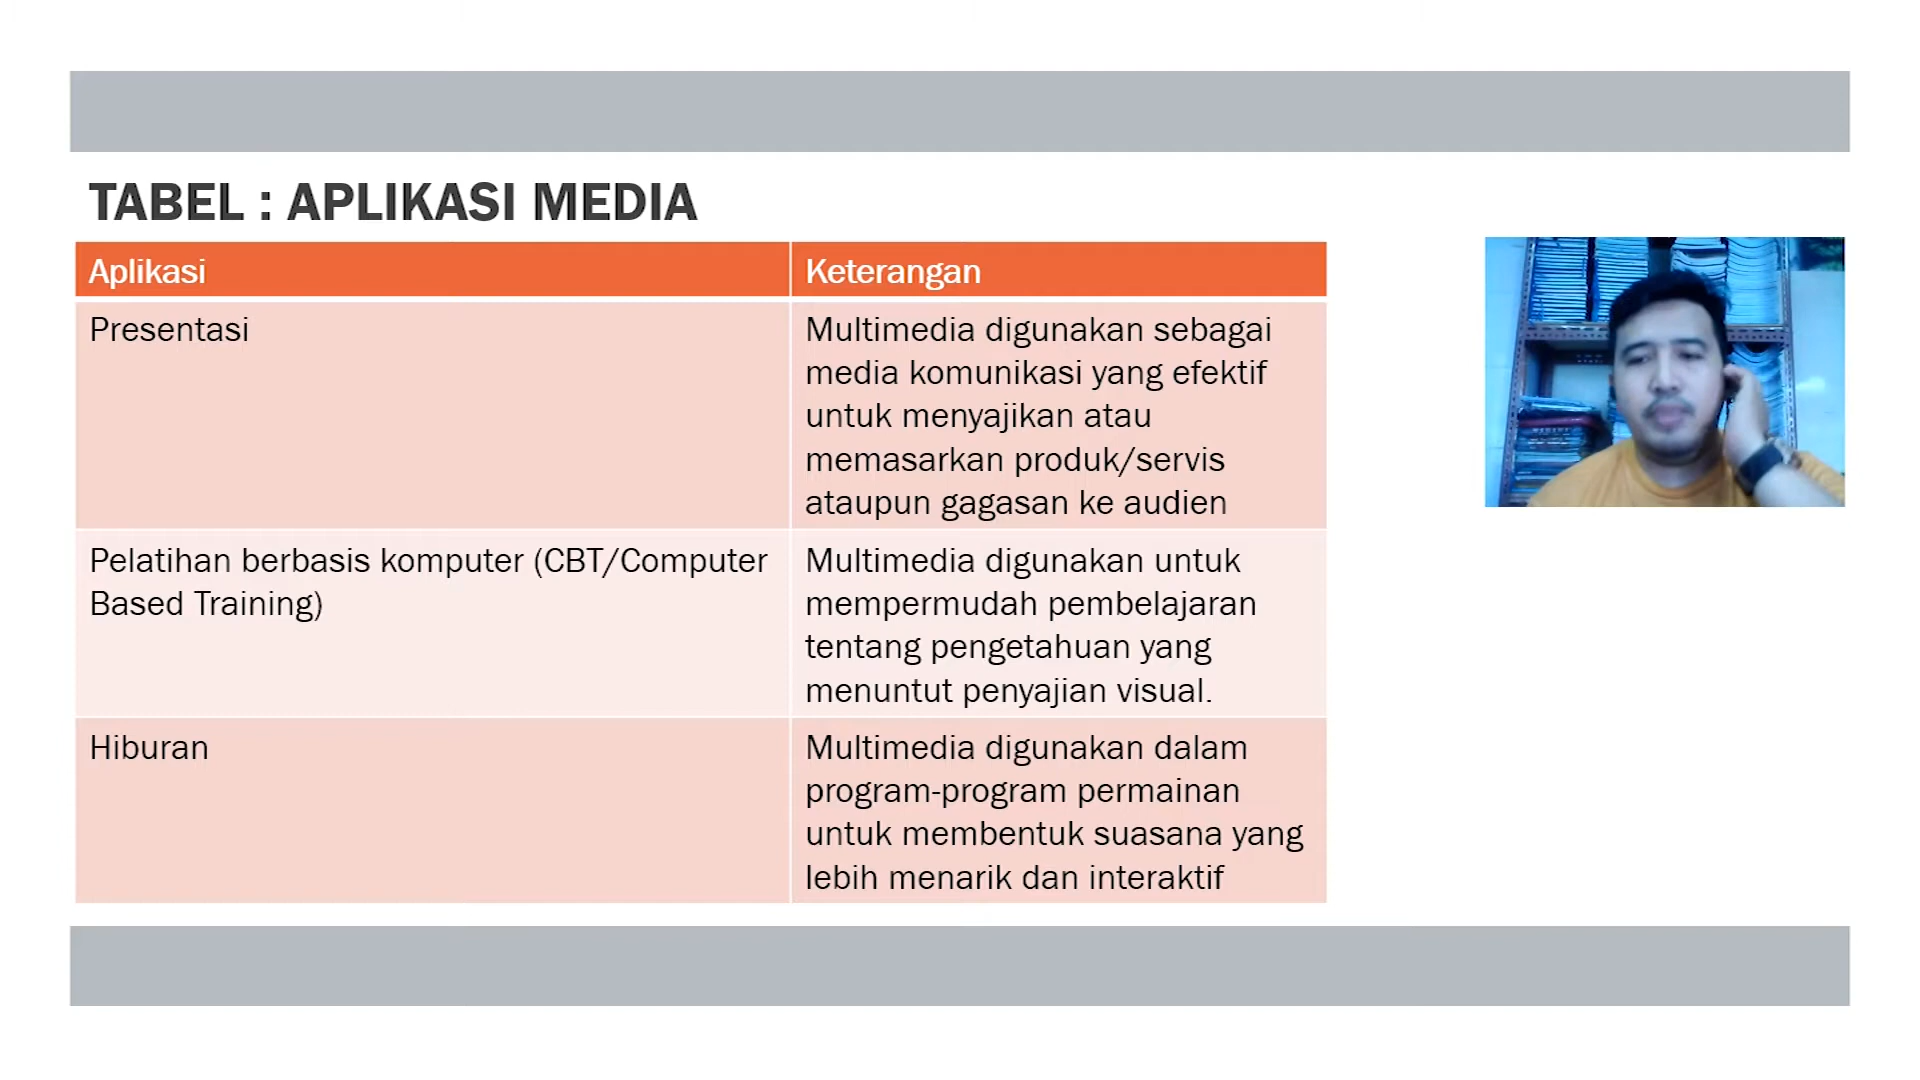 TABEL : APLIKASI MEDIA
Aplikasi
Keterangan
Presentasi
Multimedia digunakan sebagai
media komunikasi yang efektif
untuk menyajikan atau
memasarkan produk/servis
ataupun gagasan ke audien
Pelatihan berbasis komputer (CBT/Computer
Based Training)
Multimedia digunakan untuk
mempermudah pembelajaran
tentang pengetahuan yang
menuntut penyajian visual.
Hiburan
Multimedia digunakan dalam
program-program permainan
untuk membentuk suasana yang
lebih menarik dan interaktif